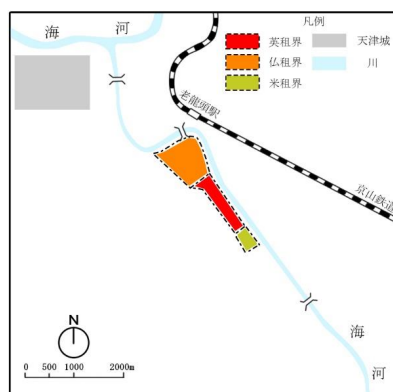 海 河
凡例
英租界 天津城
仏租界 川
米租界
老龍頭駅
京山鉄道
N
0 500 1000 2000m
海
河